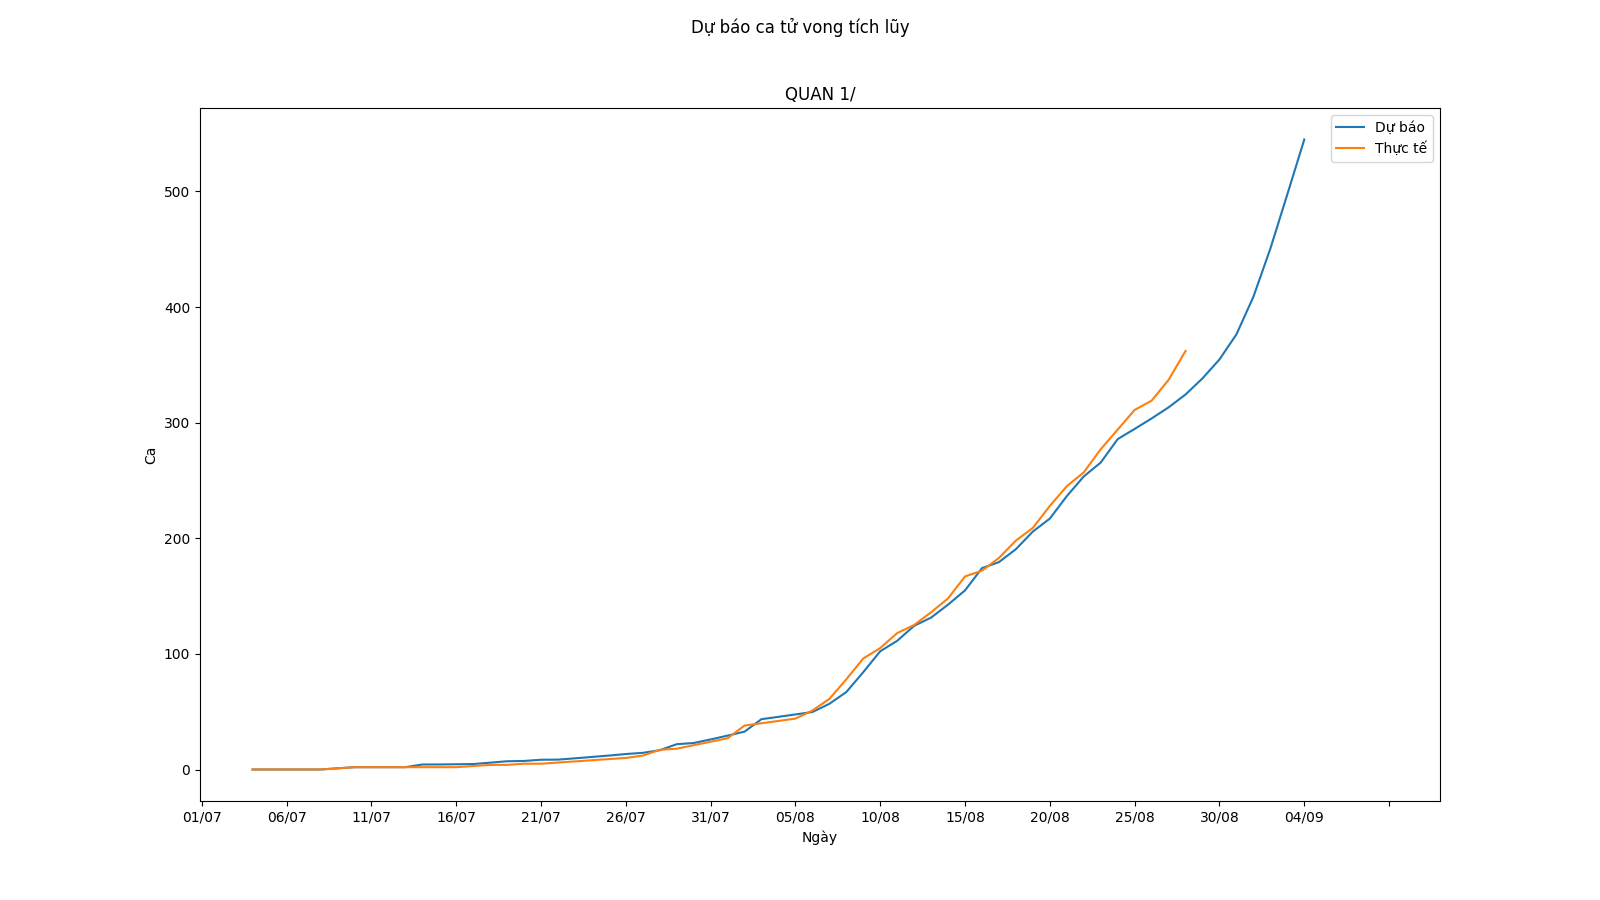 Dự báo ca tử vong tích lũy
QUAN 1/
Dự báo
Thực tế
500
400
300
200
100
0
Ca
01/07 06/07 11/07 16/07 21/07 26/07 31/07 05/08 10/08 15/08 20/08 25/08 30/08 04/09
Ngày